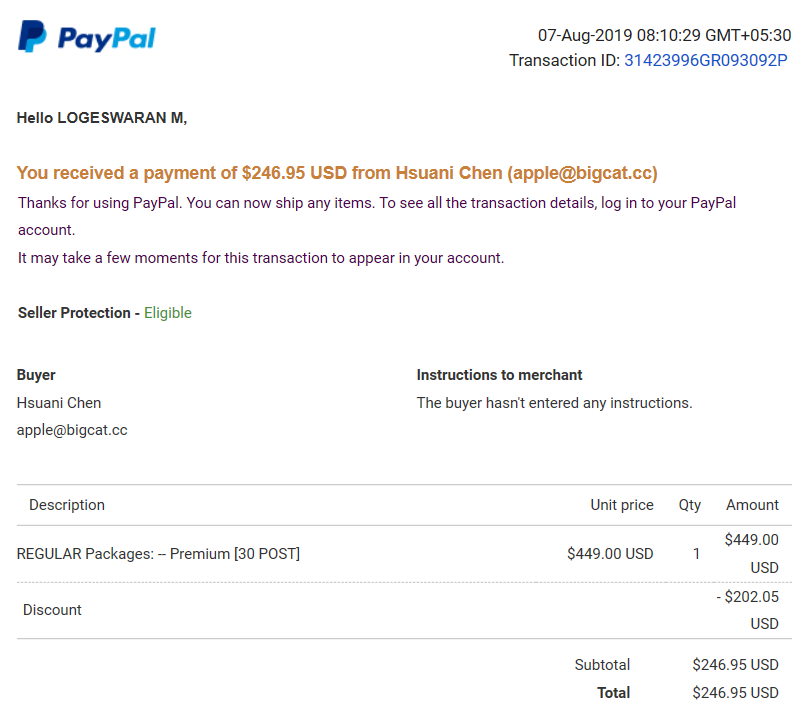 PayPal
07-Aug-2019 08:10:29 GMT+05:30
Transaction ID: 31423996GR093092P
Hello LOGESWARAN M,
You received a payment of $246.95 USD from Hsuani Chen (apple@bigcat.cc)
Thanks for using PayPal. You can now ship any items. To see all the transaction details, log in to your PayPal
account.
It may take a few moments for this transaction to appear in your account.
Seller Protection - Eligible
Buyer
Hsuani Chen
apple@bigcat.cc
Instructions to merchant
The buyer hasn't entered any instructions.
Description Unit price Qty Amount
REGULAR Packages: -- Premium [30 POST] $449.00 USD 1 $449.00
USD
Discount - $202.05
USD
Subtotal $246.95 USD
Total $246.95 USD